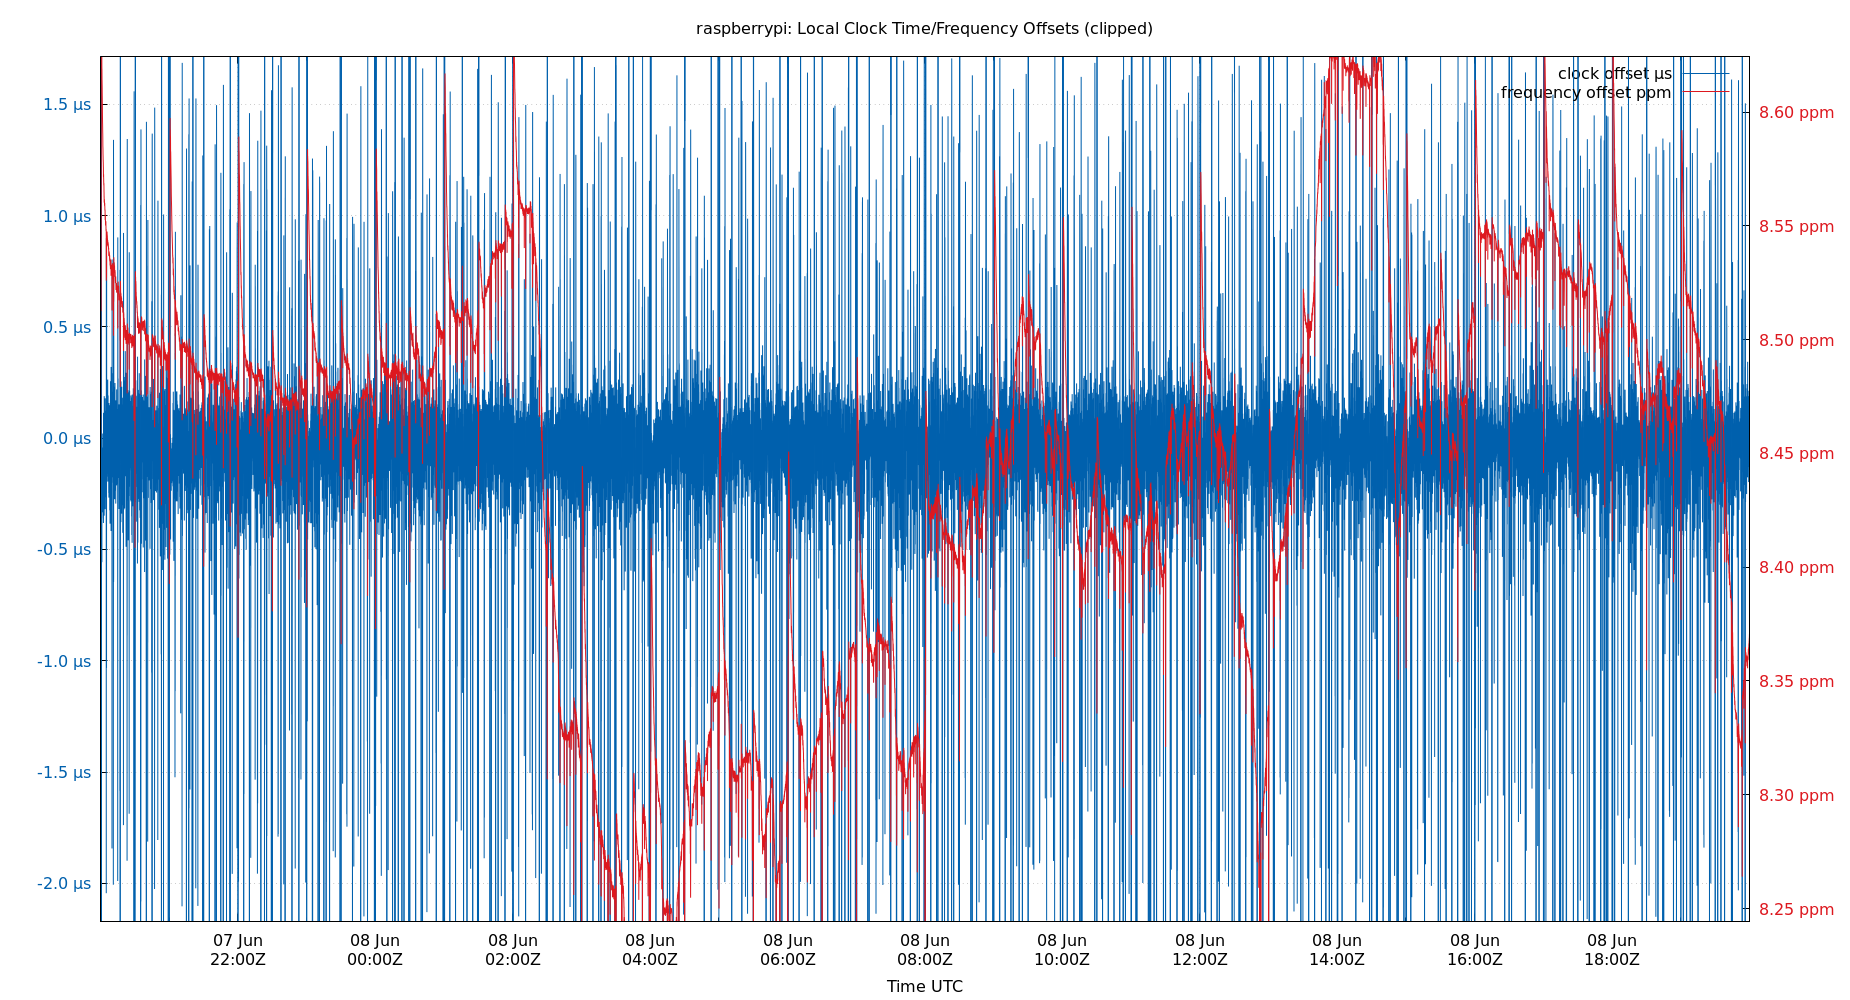 raspberrypi: Local Clock Time/Frequency Offsets (clipped)
clock offset µs
frequency offset ppm
1.5 µs
1.0 µs
0.5 µs
0.0 µs
-0.5 µs
-1.0 µs
-1.5 µs
-2.0 µs
8.60 ppm
8.55 ppm
8.50 ppm
8.45 ppm
8.40 ppm
8.35 ppm
8.30 ppm
8.25 ppm
07 Jun 08 Jun 08 Jun 08 Jun 08 Jun 08 Jun 08 Jun 08 Jun 08 Jun 08 Jun 08 Jun
22:00Z 00:00Z 02:00Z 04:00Z 06:00Z 08:00Z 10:00Z 12:00Z 14:00Z 16:00Z 18:00Z
Time UTC